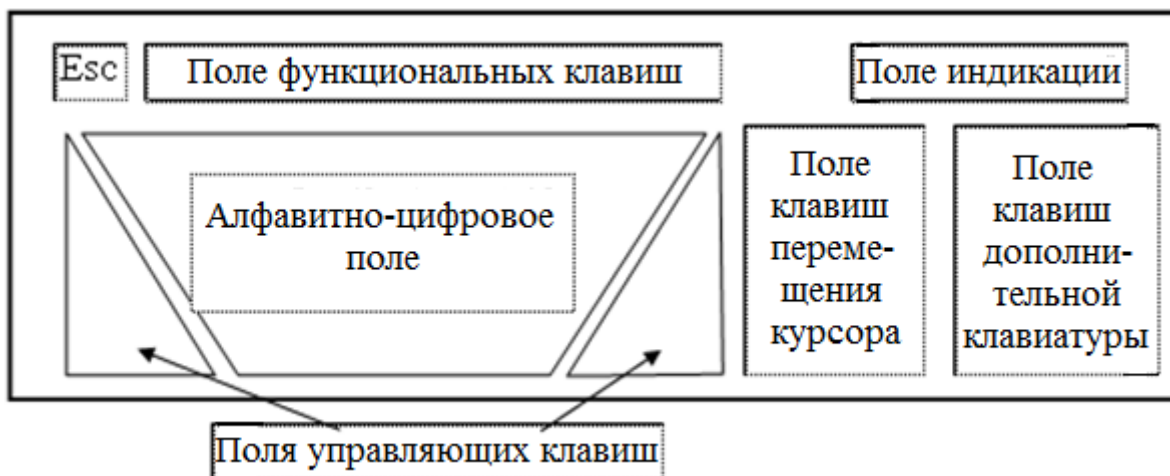 Esc
Поле функциональных клавиш
Поле индикаций
Алфавитно-цифровое
поле
Поле
клавиш
переме-
щения
курсора
Поле
клавиш
дополни-
тельной
клавиатуры
Поля управляющих клавиш